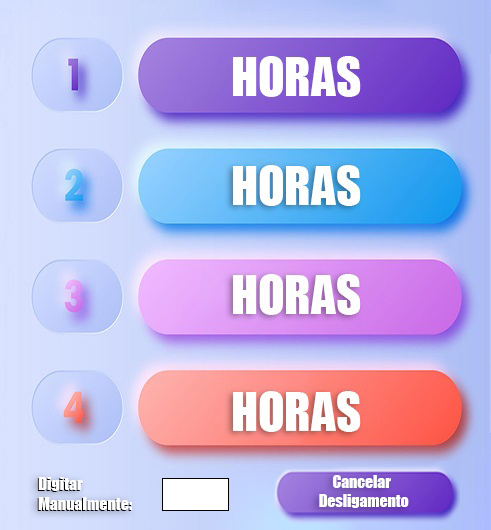 1 HORAS
2 HORAS
3 HORAS
4 HORAS
Digitar
Manualmente:
Cancelar
Desligamento